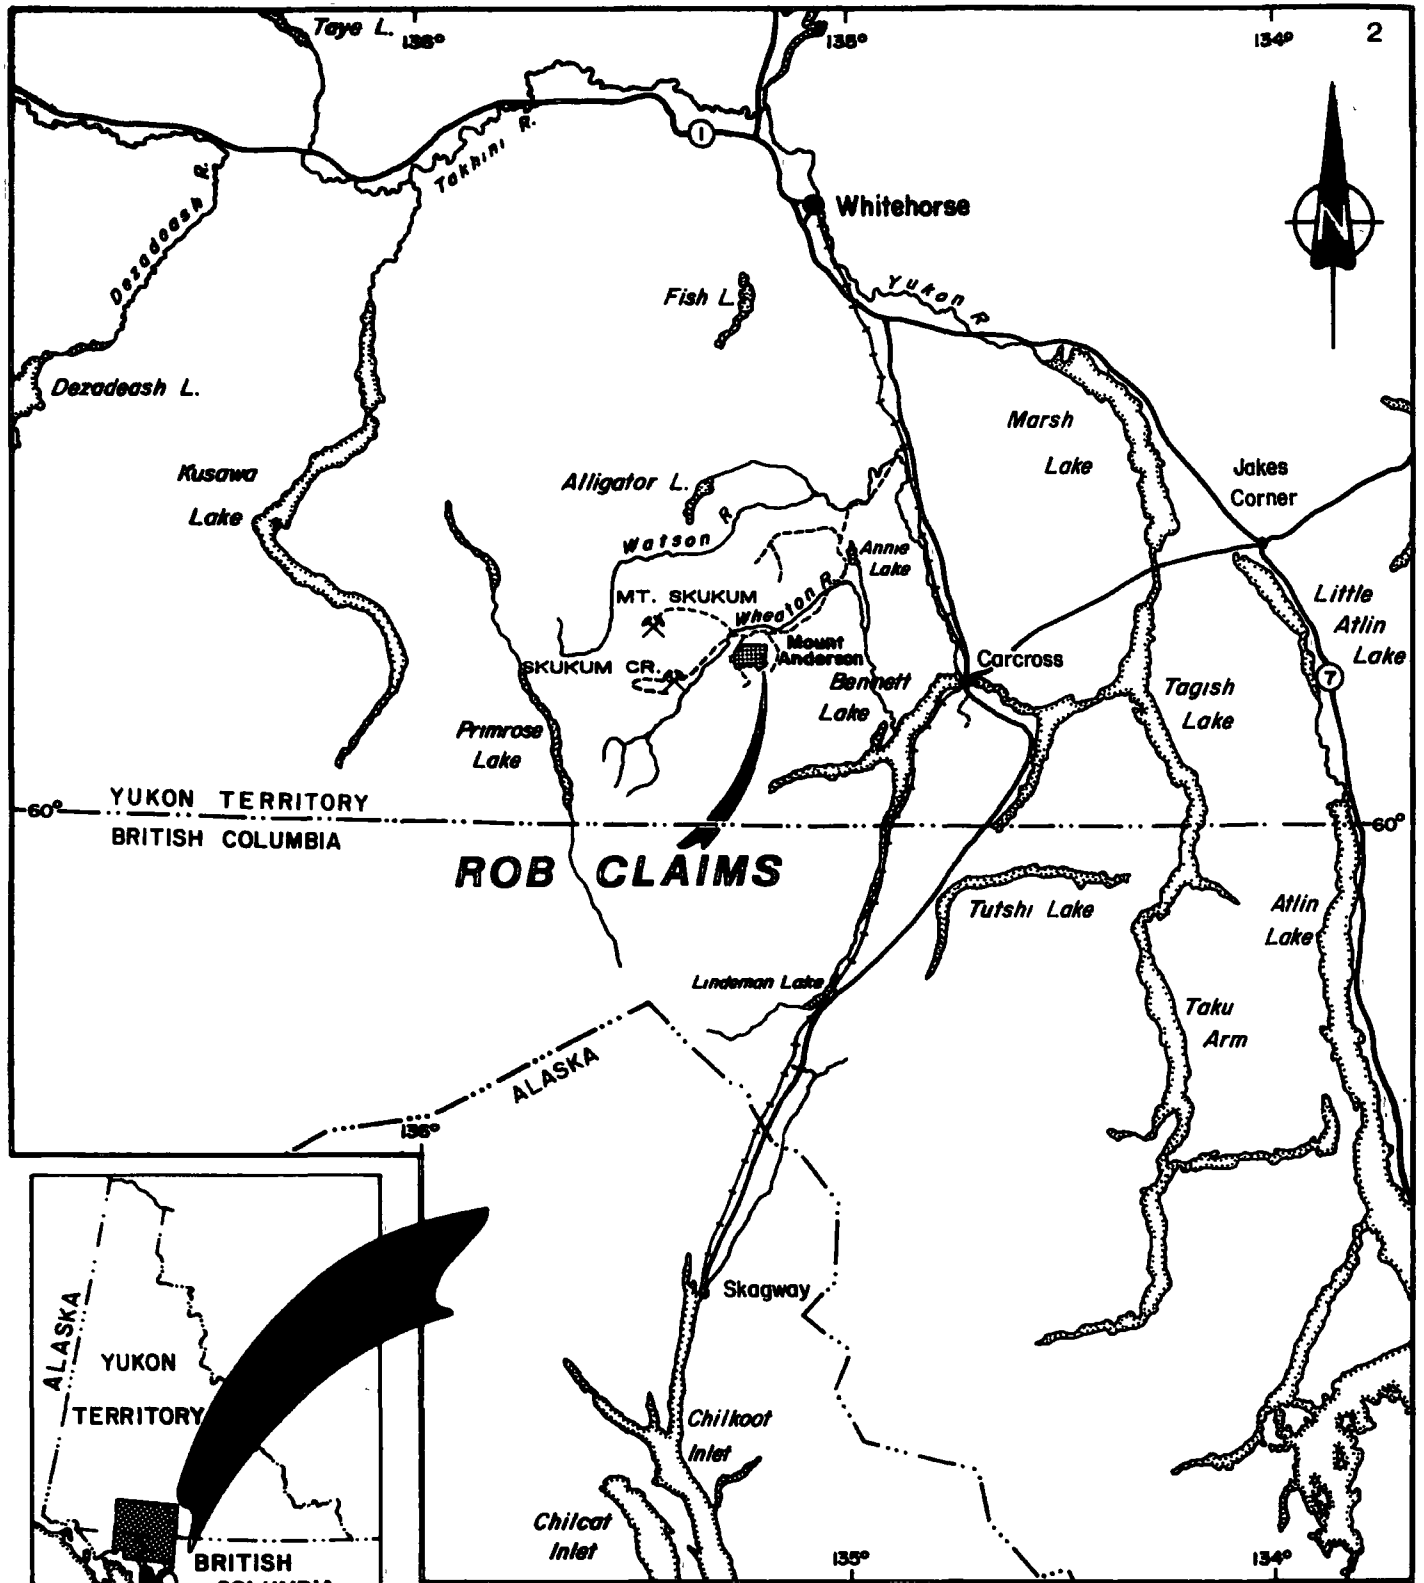 Taye L.
136°
135°
134°
2
Takhini R.
1
Dezadeash R.
Whitehorse
Fish L.
Yukon R
Dezadeash L.
Marsh
Lake
Kusawa
Lake
Alligator L.
Jakes
Corner
Watson R
Annie
Lake
MT. SKUKUM
Wheaton R.
Little
Atlin
Lake
Mount
Anderson
SKUKUM CR.
Carcross
Bennett
Lake
7
Tagish
Lake
Primrose
Lake
60°
YUKON TERRITORY
BRITISH COLUMBIA
60°
ROB CLAIMS
Tutshi Lake
Atlin
Lake
Lindeman Lake
Taku
Arm
ALASKA
136°
N
Skagway
ALASKA
YUKON
TERRITORY
Chilkoot
Inlet
Chilcat
Inlet
BRITISH
COLUMBIA
135°
134°